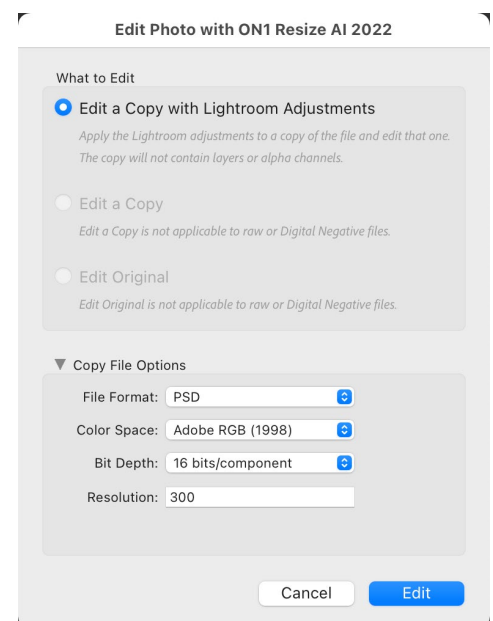 Edit Photo with ON1 Resize AI 2022
What to Edit
Edit a Copy with Lightroom Adjustments
Apply the Lightroom adjustments to a copy of the file and edit that one.
The copy will not contain layers or alpha channels.
Edit a Copy
Edit a Copy is not applicable to raw or Digital Negative files.
Edit Original
Edit Original is not applicable to raw or Digital Negative files.
Copy File Options
File Format: PSD
Color Space: Adobe RGB (1998)
Bit Depth: 16 bits/component
Resolution: 300
Cancel Edit